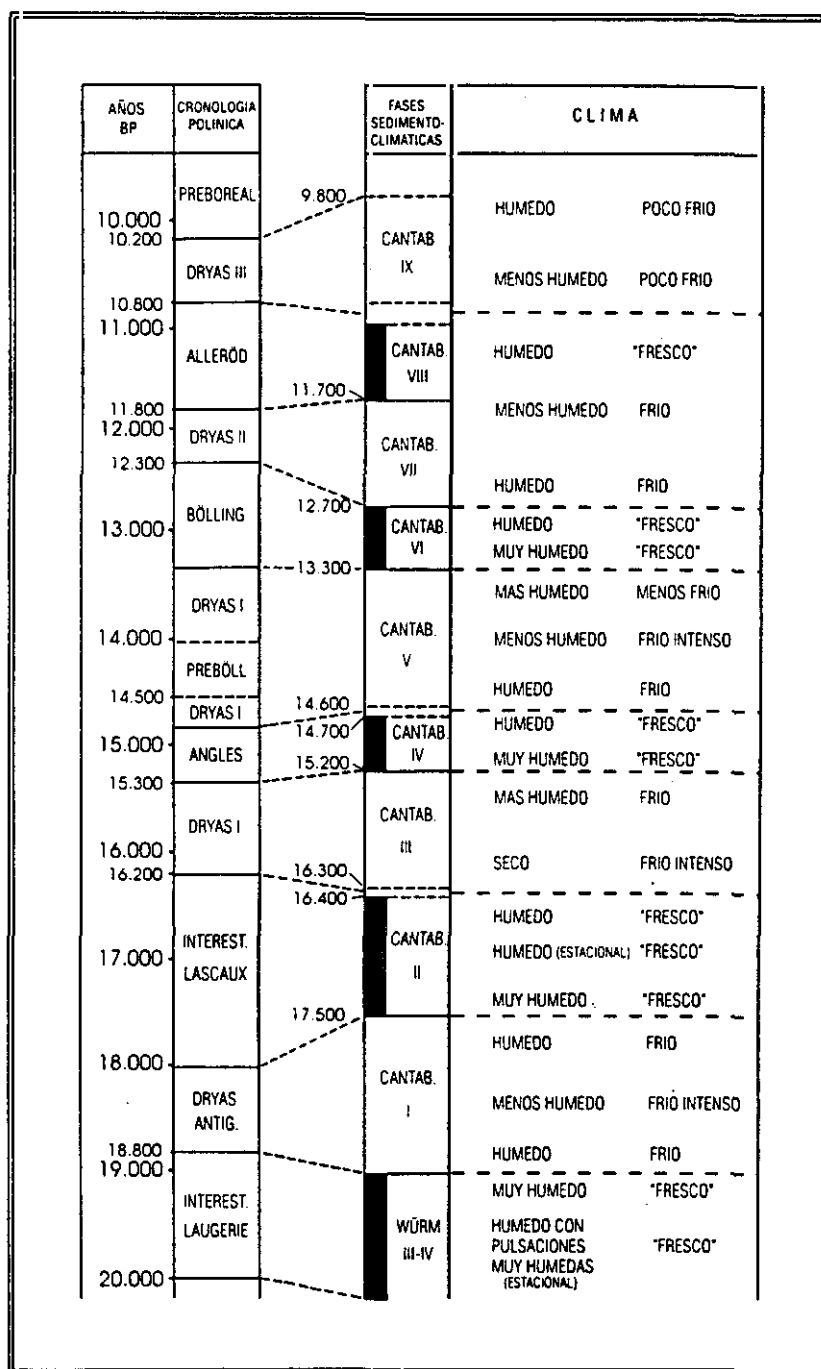 AÑOS
BP
CRONOLOGIA
POLINICA
FASES
SEDIMENTO-
CLIMATICAS
CLIMA
PREBOREAL
9.800
10.000
10.200
CANTAB
IX
HUMEDO POCO FRIO
DRYAS III
MENOS HUMEDO POCO FRIO
10.800
11.000
ALLERÖD
CANTAB.
VIII
HUMEDO "FRESCO"
11.700
11.800
MENOS HUMEDO FRIO
12.000
DRYAS II
CANTAB.
VII
12.300
HUMEDO FRIO
12.700
BÖLLING
13.000
CANTAB.
VI
HUMEDO "FRESCO"
MUY HUMEDO "FRESCO"
13.300
DRYAS I
MAS HUMEDO MENOS FRIO
CANTAB.
V
14.000
MENOS HUMEDO FRIO INTENSO
PREBÖLL
HUMEDO FRIO
14.500
14.600
DRYAS I
14.700
HUMEDO "FRESCO"
15.000
ANGLES
CANTAB.
IV
15.200
MUY HUMEDO "FRESCO"
15.300
MAS HUMEDO FRIO
DRYAS I
CANTAB.
III
16.000
16.200
16.300
SECO FRIO INTENSO
16.400
HUMEDO "FRESCO"
INTEREST.
LASCAUX
17.000
CANTAB.
II
HUMEDO (ESTACIONAL) "FRESCO"
MUY HUMEDO "FRESCO"
17.500
HUMEDO FRIO
18.000
CANTAB.
I
DRYAS
ANTIG.
MENOS HUMEDO FRIO INTENSO
18.800
HUMEDO FRIO
19.000
INTEREST.
LAUGERIE
MUY HUMEDO "FRESCO"
WÜRM
III-IV
HUMEDO CON
PULSACIONES "FRESCO"
MUY HUMEDAS
(ESTACIONAL)
20.000